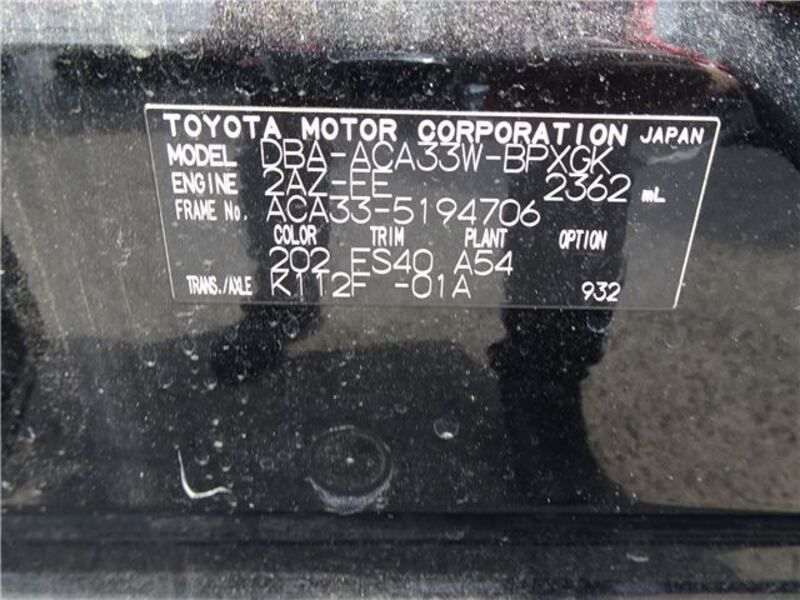 TOYOTA MOTOR CORPORATION JAPAN
MODEL DBA-ACA33W-BPXGK
ENGINE 2AZ-FE 2362 mL
FRAME No. ACA33-5194706
COLOR TRIM PLANT OPTION
202 FS40 A54
TRANS./AXLE K112F -01A 932